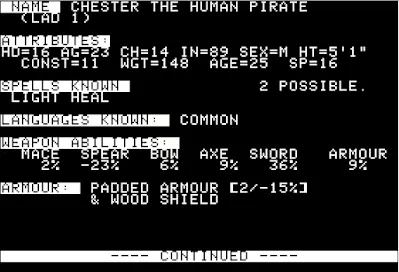 NAME CHESTER THE HUMAN PIRATE
(LAD 1)
ATTRIBUTES:
HD=16 AG=23 CH=14 IN=89 SEX=M HT=5'1"
CONST=11 WGT=148 AGE=25 SP=16
SPELLS KNOWN 2 POSSIBLE.
LIGHT HEAL
LANGUAGES KNOWN: COMMON
WEAPON ABILITIES:
MACE SPEAR BOW AXE SWORD ARMOUR
2% -23% 6% 9% 36% 9%
ARMOUR: PADDED ARMOUR [2/-15%]
& WOOD SHIELD
---- CONTINUED ----